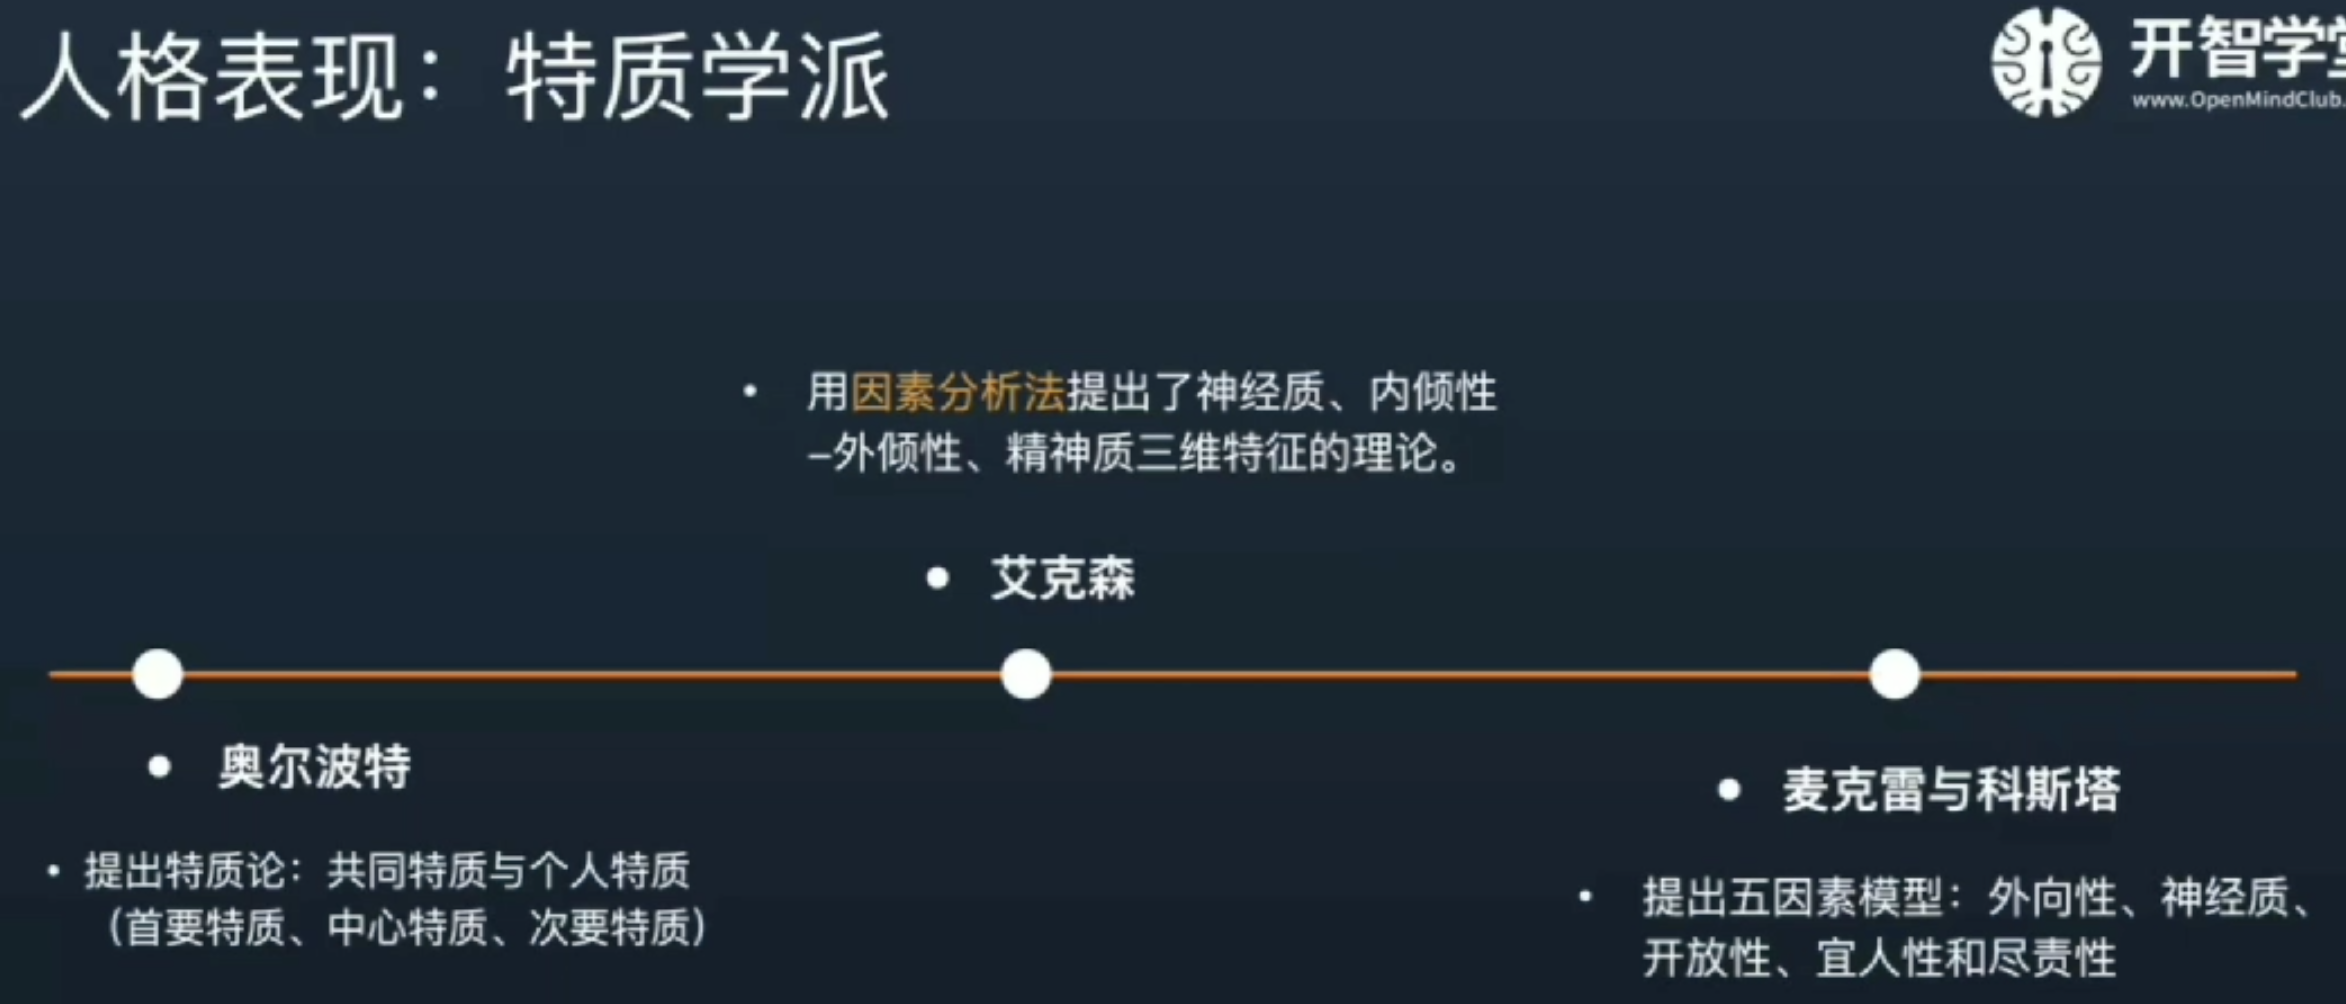 人格表现：特质学派
开智学堂
www.OpenMindClub.
• 用因素分析法提出了神经质、内倾性
–外倾性、精神质三维特征的理论。
• 艾克森
• 奥尔波特
• 提出特质论：共同特质与个人特质
（首要特质、中心特质、次要特质）
• 麦克雷与科斯塔
• 提出五因素模型：外向性、神经质、
开放性、宜人性和尽责性